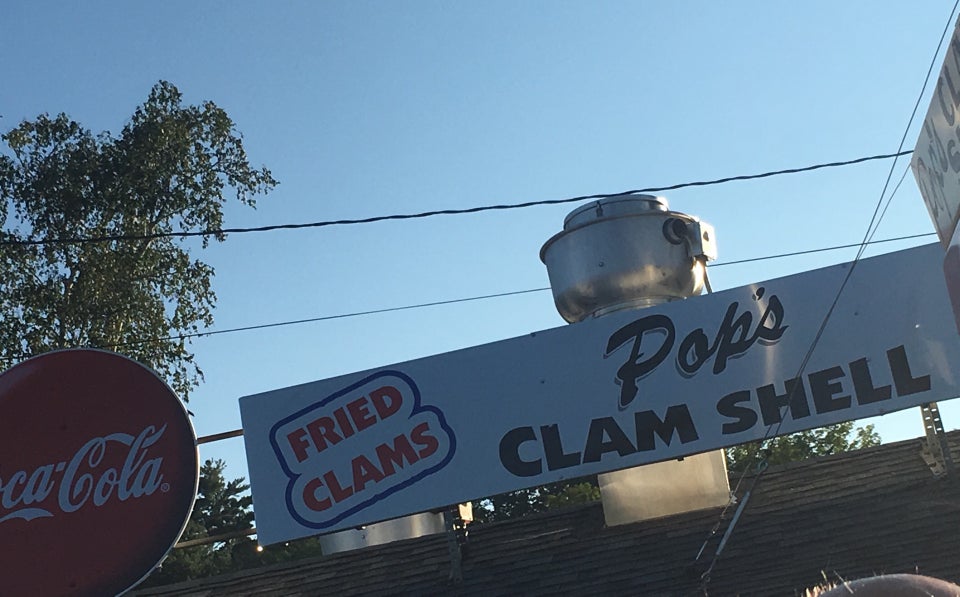 FRIED
CLAMS
Pop's
CLAM SHELL
Coca-Cola